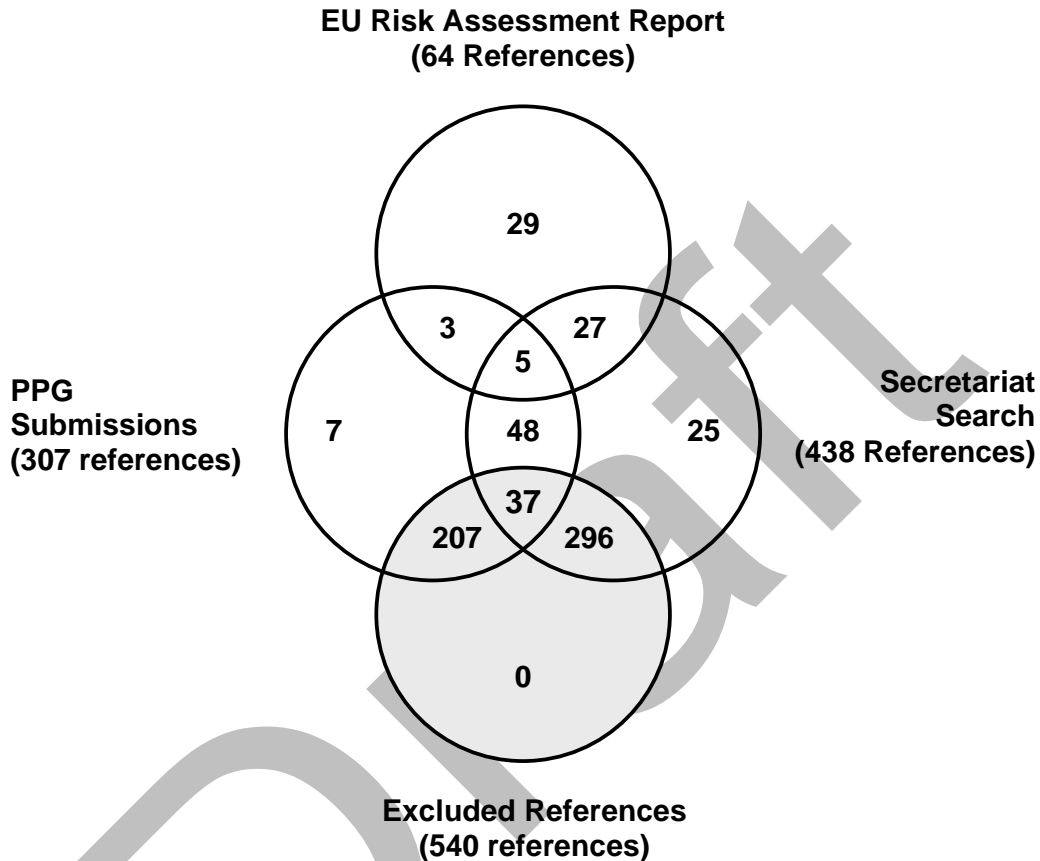 EU Risk Assessment Report
(64 References)
29
3
27
5
PPG
Submissions
(307 references)
7
48
25
Secretariat
Search
(438 References)
37
207
296
0
Excluded References
(540 references)
Draft